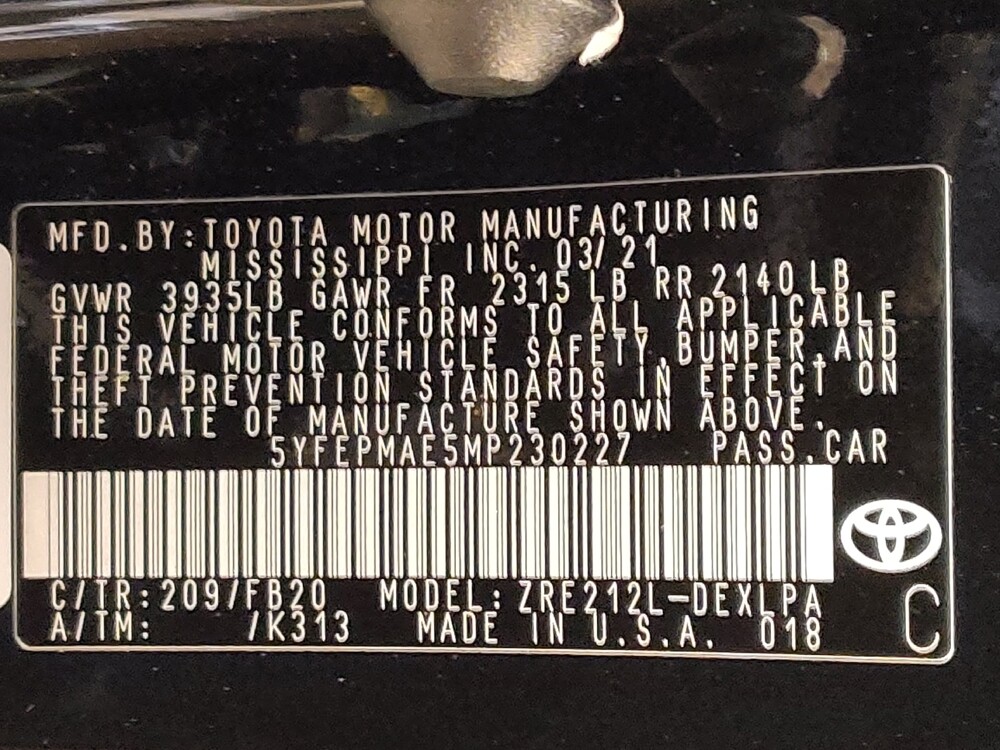 MFD.BY:TOYOTA MOTOR MANUFACTURING
MISSISSIPPI INC. 03/21
GVWR 3935LB GAWR FR 2315 LB RR 2140 LB
THIS VEHICLE CONFORMS TO ALL APPLICABLE
FEDERAL MOTOR VEHICLE SAFETY,BUMPER,AND
THEFT PREVENTION STANDARDS IN EFFECT ON
THE DATE OF MANUFACTURE SHOWN ABOVE.
5YFEPMAE5MP230227 PASS.CAR
C/TR:209/FB20 MODEL:ZRE212L-DEXLPA
A/TM: /K313 MADE IN U.S.A. 018
C